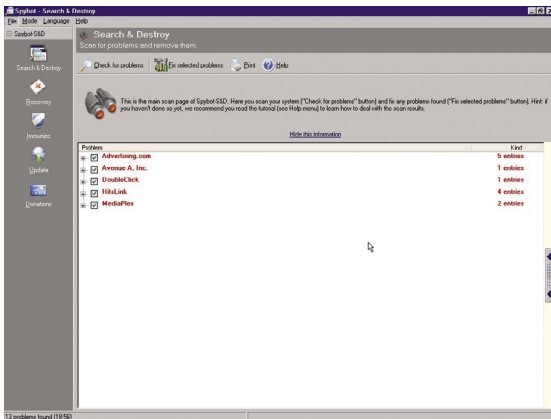 Spybot - Search & Destroy
File Mode Language Help
Spybot-S&D
Search & Destroy
Recovery
Immunize
Update
Donations
Search & Destroy
Scan for problems and remove them.
Check for problems Fix selected problems Print Help
This is the main scan page of Spybot-S&D. Here you scan your system ("Check for problems" button) and fix any problems found ("Fix selected problems" button). Hint: if
you haven't done so yet, we recommend you read the tutorial (see Help menu) to learn how to deal with the scan results.
Hide this information
Problem Kind
Advertising.com 5 entries
Avenue A, Inc. 1 entries
DoubleClick 1 entries
HitsLink 4 entries
MediaPlex 2 entries
13 problems found (18:56)